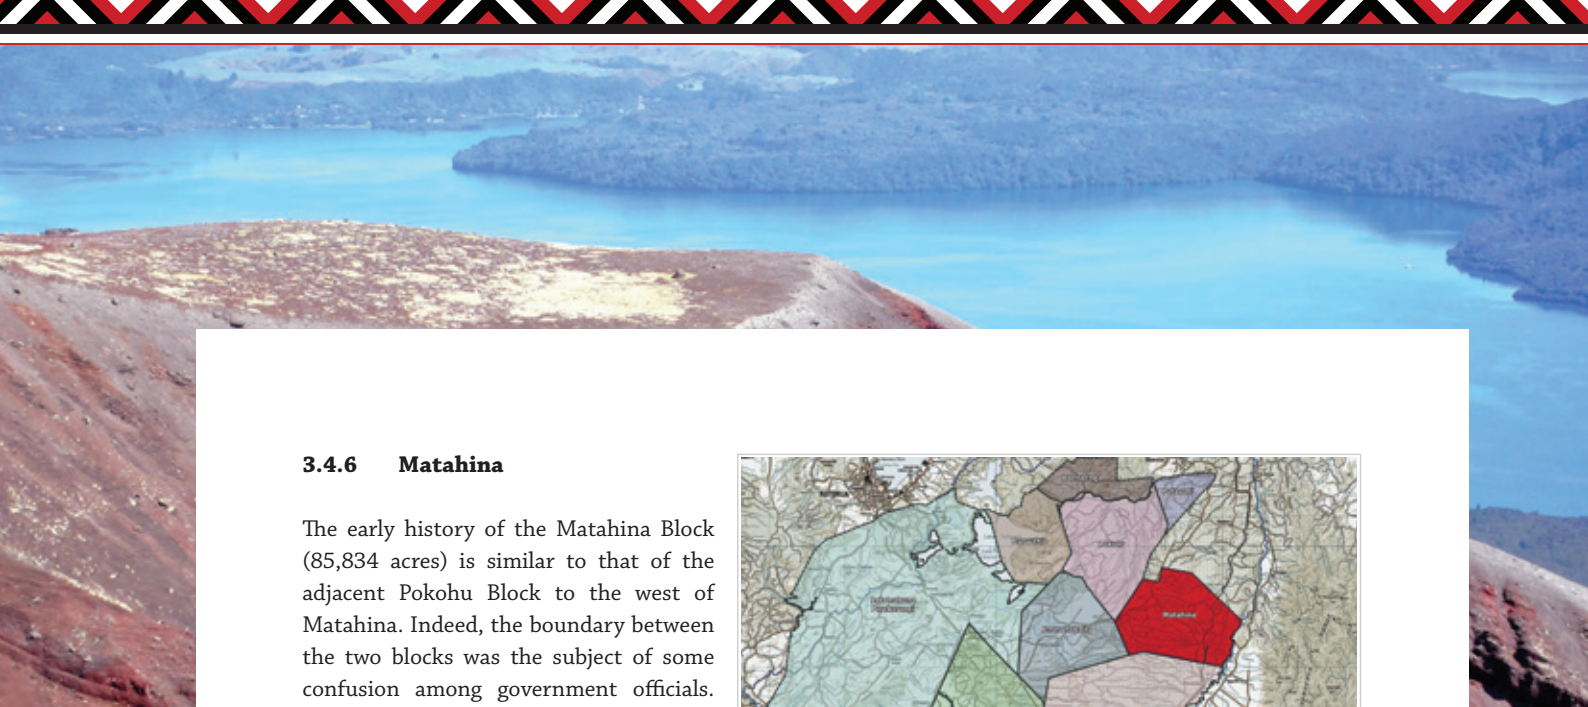 3.4.6 Matahina
The early history of the Matahina Block
(85,834 acres) is similar to that of the
adjacent Pokohu Block to the west of
Matahina. Indeed, the boundary between
the two blocks was the subject of some
confusion among government officials.
Matahina